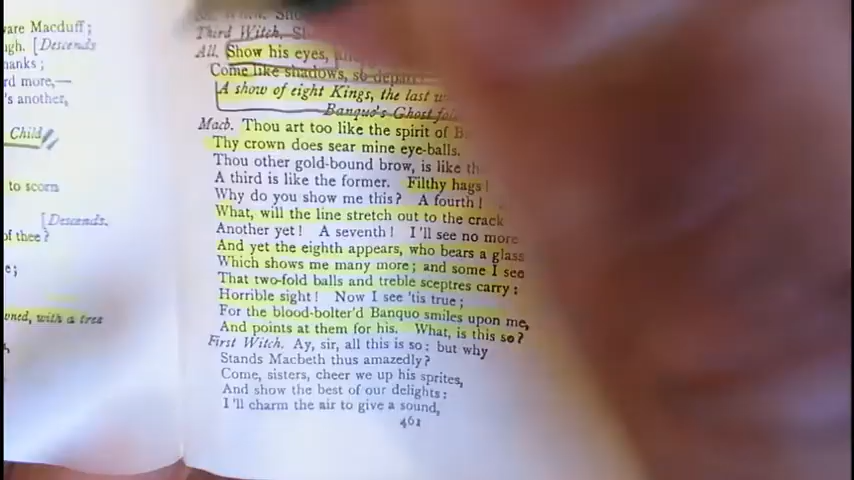 ware Macduff;
ugh. [Descends
hanks;
rd more,—
's another,
Child
to scorn
[Descends.
of thee?
e;
wned, with a tree
Third Witch.
All. Show his eyes,
Come like shadows, so depart
A show of eight Kings, the last
Banquo's Ghost
Macb. Thou art too like the spirit of
Thy crown does sear mine eye-balls.
Thou other gold-bound brow, is like
A third is like the former. Filthy hags!
Why do you show me this? A fourth!
What, will the line stretch out to the crack
Another yet! A seventh! I'll see no more
And yet the eighth appears, who bears a glass
Which shows me many more; and some I see
That two-fold balls and treble sceptres carry:
Horrible sight! Now I see 'tis true;
For the blood-bolter'd Banquo smiles upon me,
And points at them for his. What, is this so?
First Witch. Ay, sir, all this is so: but why
Stands Macbeth thus amazedly?
Come, sisters, cheer we up his sprites,
And show the best of our delights:
I'll charm the air to give a sound,
461